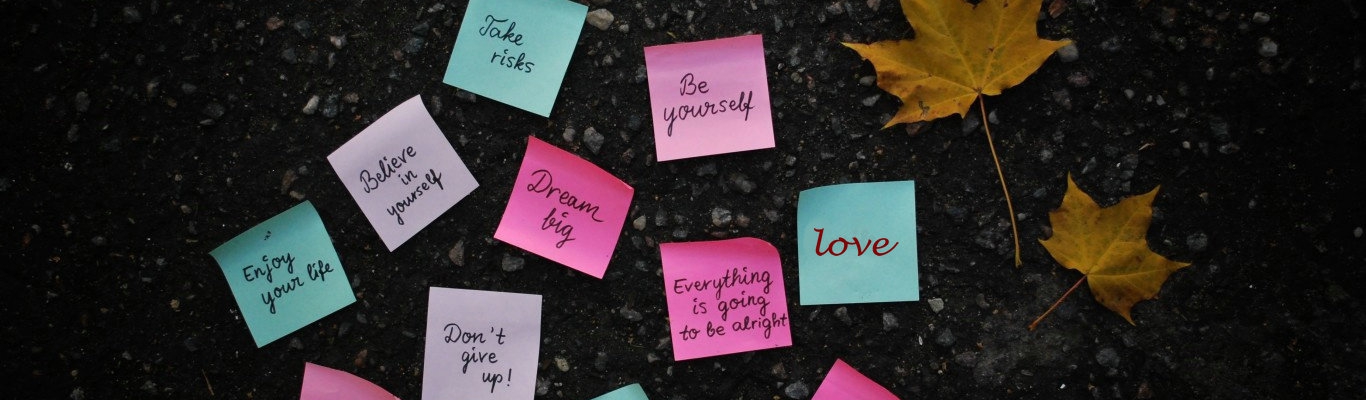 Take
risks
Be
yourself
Believe
in
yourself
Dream
big
Enjoy
your life
Everything
is going
to be alright
love
Don't
give
up!